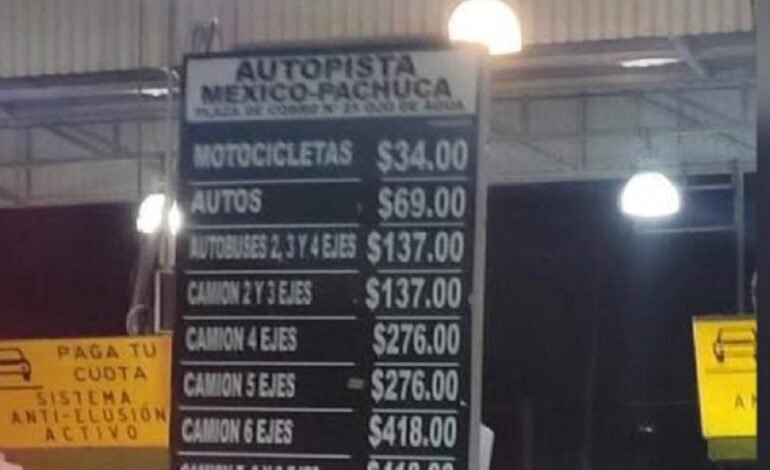 AUTOPISTA
MEXICO-PACHUCA
PLAZA DE COBRO N° 25 OJO DE AGUA
MOTOCICLETAS $34.00
AUTOS $69.00
AUTOBUSES 2, 3 Y 4 EJES $137.00
CAMION 2 Y 3 EJES $137.00
CAMION 4 EJES $276.00
CAMION 5 EJES $276.00
CAMION 6 EJES $418.00
PAGA TU
CUOTA
SISTEMA
ANTI-ELUSIÓN
ACTIVO